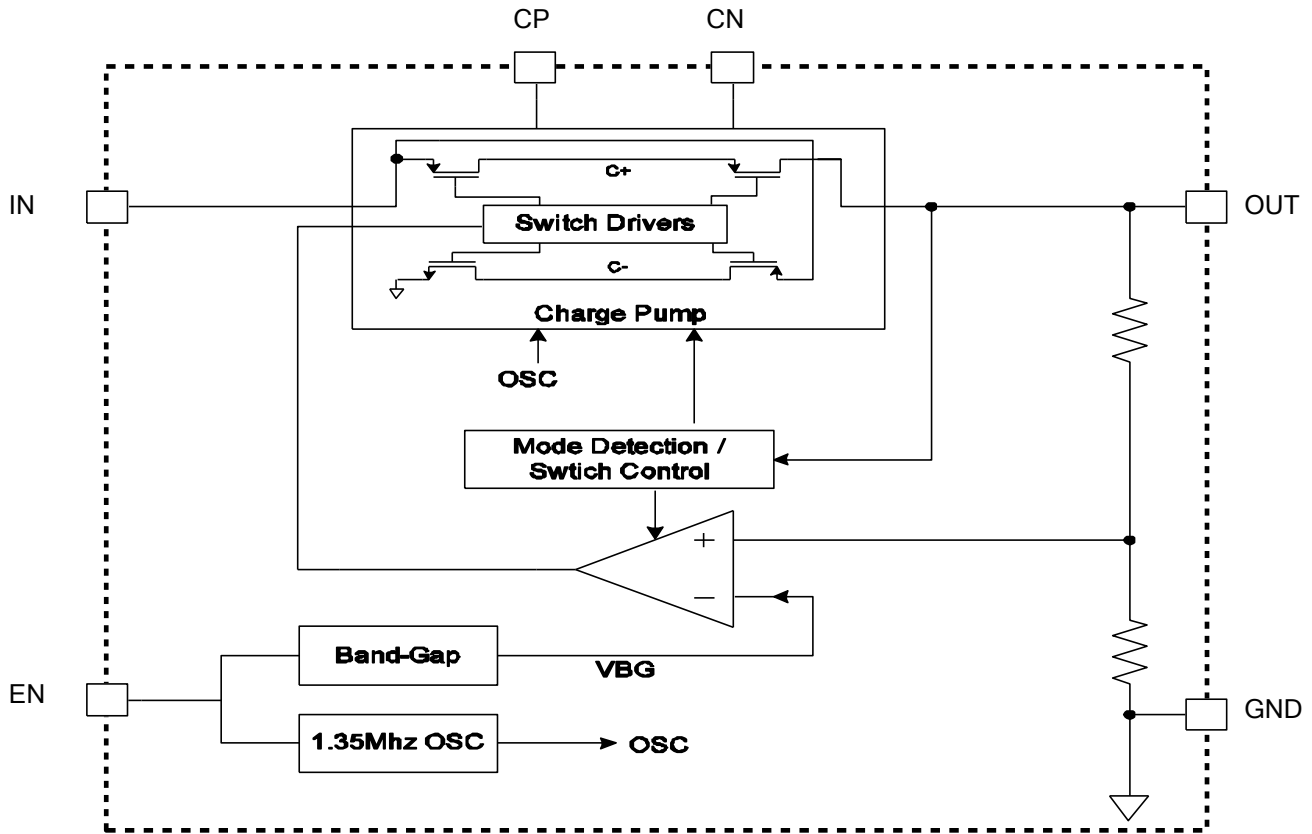 CP
CN
C+
IN
Switch Drivers
OUT
C-
Charge Pump
OSC
Mode Detection /
Swtich Control
+
−
Band-Gap
VBG
EN
GND
1.35Mhz OSC
OSC